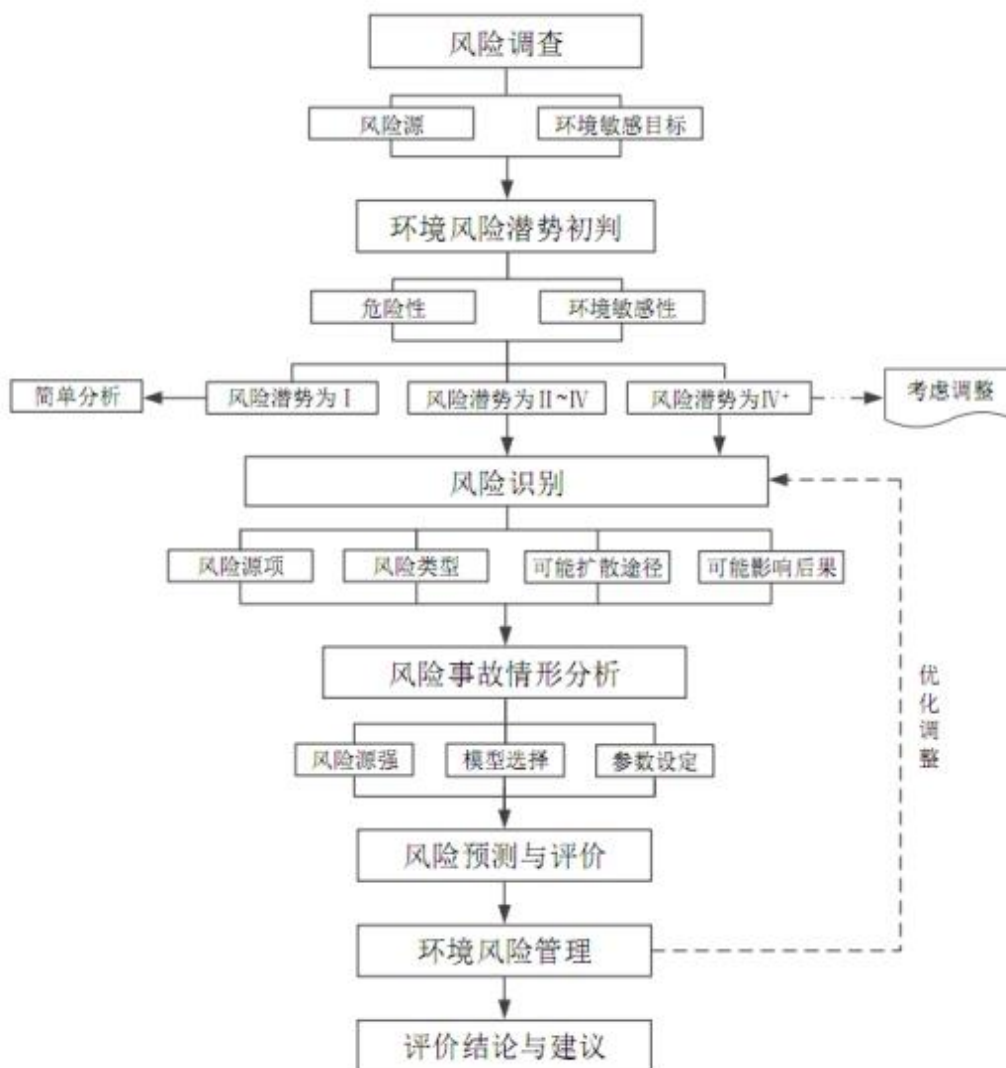 风险调查
风险源
环境敏感目标
环境风险潜势初判
危险性
环境敏感性
简单分析
风险潜势为Ⅰ
风险潜势为II~IV
风险潜势为IV⁺
考虑调整
风险识别
风险源项
风险类型
可能扩散途径
可能影响后果
风险事故情形分析
优化调整
风险源强
模型选择
参数设定
风险预测与评价
环境风险管理
评价结论与建议